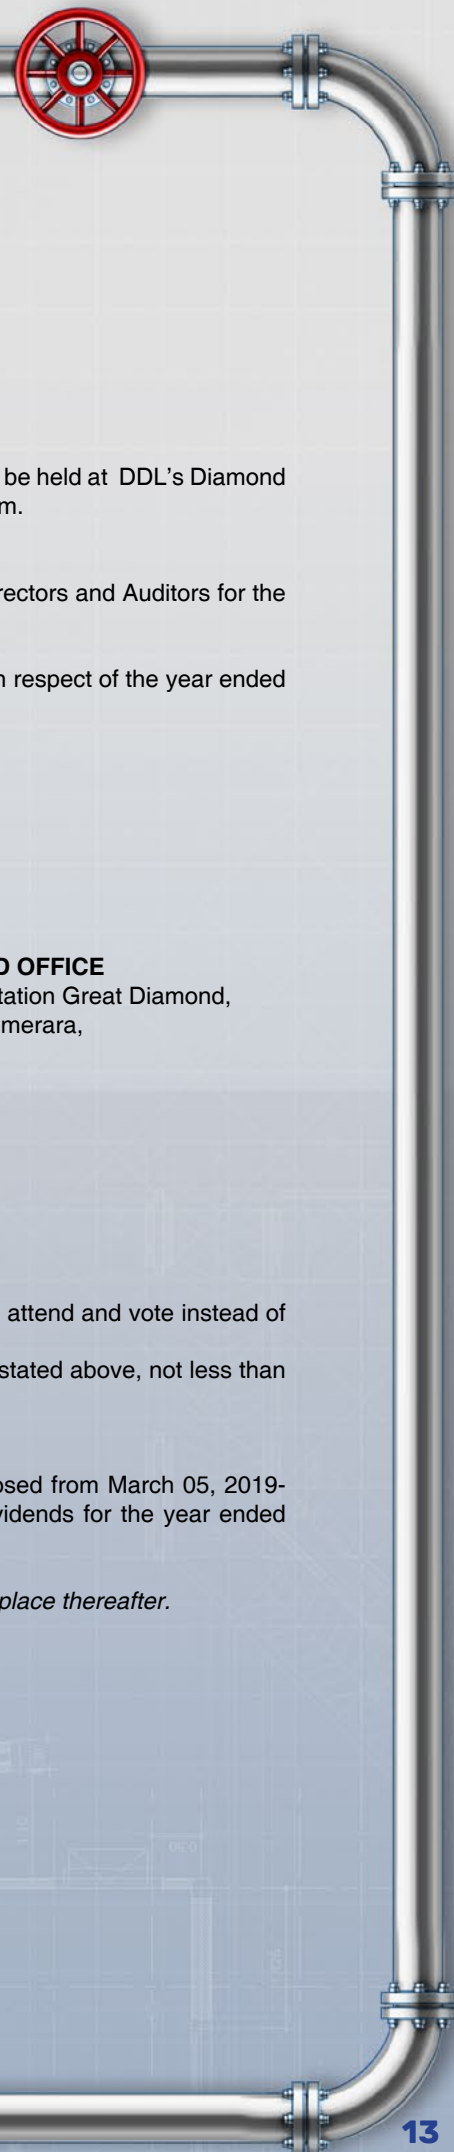 be held at DDL's Diamond
m.
rectors and Auditors for the
n respect of the year ended
D OFFICE
tation Great Diamond,
merara,
attend and vote instead of
stated above, not less than
osed from March 05, 2019-
vidends for the year ended
place thereafter.
13